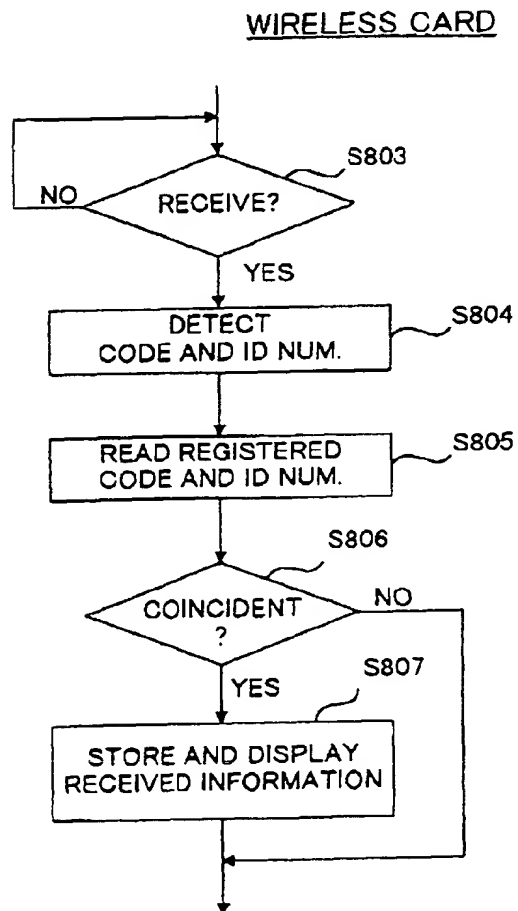 WIRELESS CARD
S803
RECEIVE?
NO
YES
S804
DETECT
CODE AND ID NUM.
S805
READ REGISTERED
CODE AND ID NUM.
S806
COINCIDENT
?
NO
YES
S807
STORE AND DISPLAY
RECEIVED INFORMATION